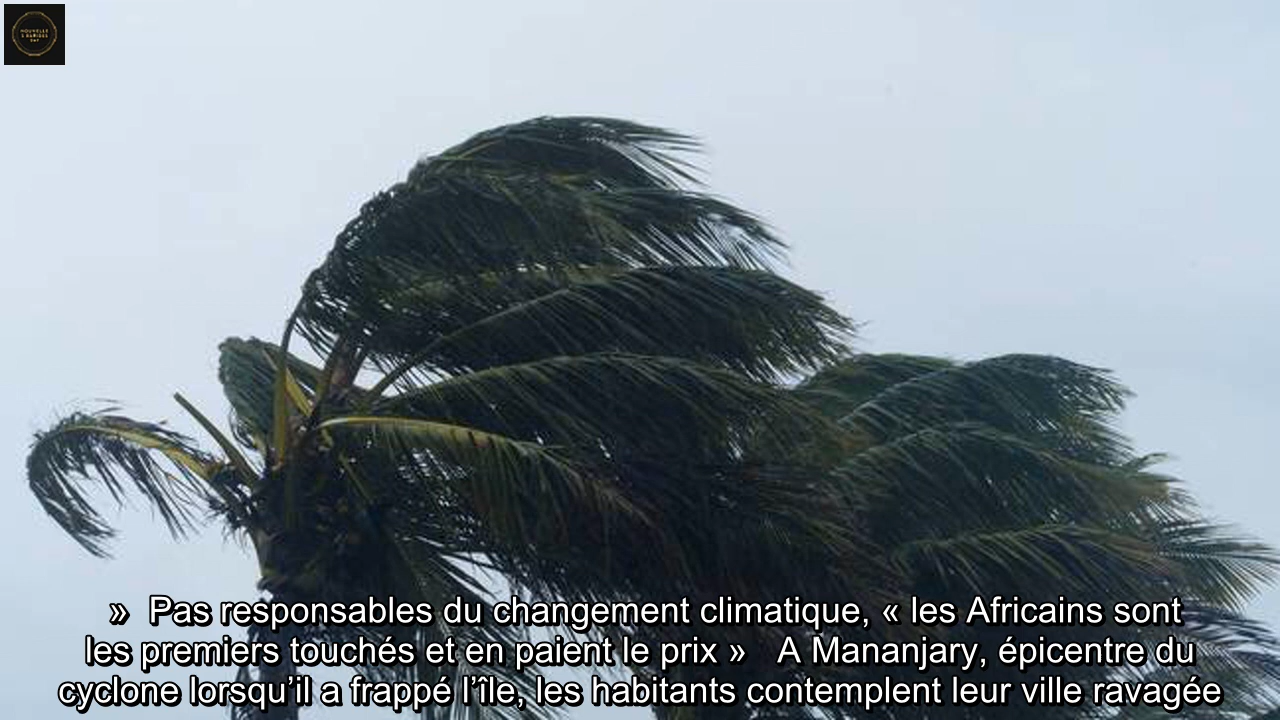 NOUVELLE
» Pas responsables du changement climatique, « les Africains sont
les premiers touchés et en paient le prix » A Mananjary, épicentre du
cyclone lorsqu’il a frappé l’île, les habitants contemplent leur ville ravagée